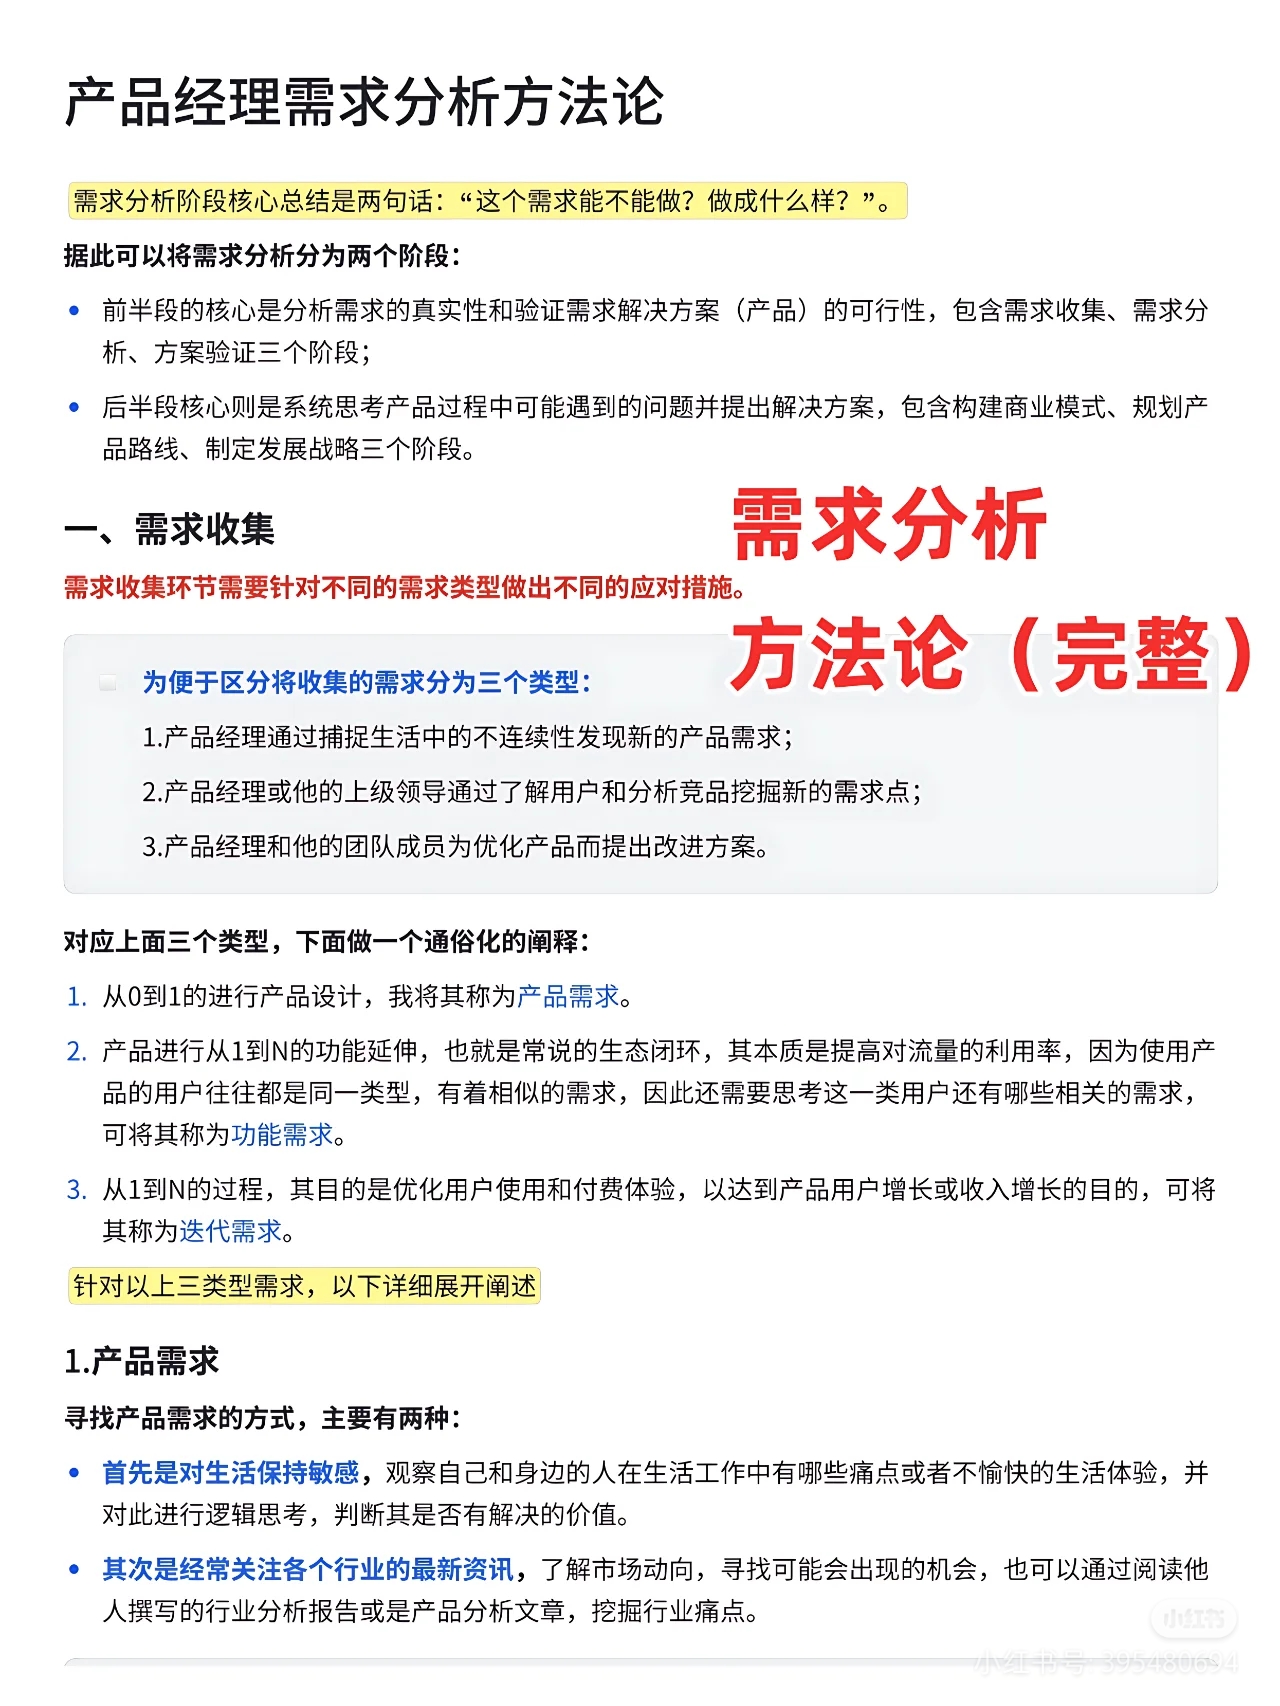 产品经理需求分析方法论
需求分析阶段核心总结是两句话：“这个需求能不能做？做成什么样？”。
据此可以将需求分析分为两个阶段：
• 前半段的核心是分析需求的真实性和验证需求解决方案（产品）的可行性，包含需求收集、需求分
析、方案验证三个阶段；
• 后半段核心则是系统思考产品过程中可能遇到的问题并提出解决方案，包含构建商业模式、规划产
品路线、制定发展战略三个阶段。
需求分析
一、需求收集
需求收集环节需要针对不同的需求类型做出不同的应对措施。
方法论（完整）
为便于区分将收集的需求分为三个类型：
1.产品经理通过捕捉生活中的不连续性发现新的产品需求；
2.产品经理或他的上级领导通过了解用户和分析竞品挖掘新的需求点；
3.产品经理和他的团队成员为优化产品而提出改进方案。
对应上面三个类型，下面做一个通俗化的阐释：
1. 从0到1的进行产品设计，我将其称为产品需求。
2. 产品进行从1到N的功能延伸，也就是常说的生态闭环，其本质是提高对流量的利用率，因为使用产
品的用户往往都是同一类型，有着相似的需求，因此还需要思考这一类用户还有哪些相关的需求，
可将其称为功能需求。
3. 从1到N的过程，其目的是优化用户使用和付费体验，以达到产品用户增长或收入增长的目的，可将
其称为迭代需求。
针对以上三类型需求，以下详细展开阐述
1.产品需求
寻找产品需求的方式，主要有两种：
• 首先是对生活保持敏感，观察自己和身边的人在生活工作中有哪些痛点或者不愉快的生活体验，并
对此进行逻辑思考，判断其是否有解决的价值。
• 其次是经常关注各个行业的最新资讯，了解市场动向，寻找可能会出现的机会，也可以通过阅读他
人撰写的行业分析报告或是产品分析文章，挖掘行业痛点。
小红书
小红书号: 395480694